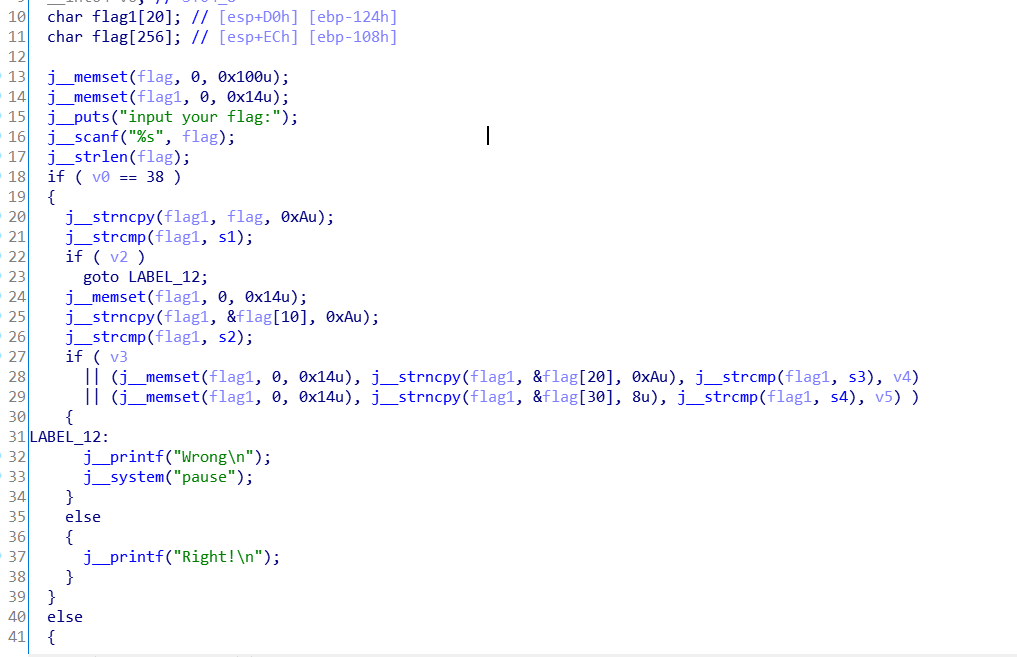 10 char flag1[20]; // [esp+D0h] [ebp-124h]
11 char flag[256]; // [esp+ECh] [ebp-108h]
12
13 j__memset(flag, 0, 0x100u);
14 j__memset(flag1, 0, 0x14u);
15 j__puts("input your flag:");
16 j__scanf("%s", flag);
17 j__strlen(flag);
18 if ( v0 == 38 )
19 {
20 j__strncpy(flag1, flag, 0xAu);
21 j__strcmp(flag1, s1);
22 if ( v2 )
23 goto LABEL_12;
24 j__memset(flag1, 0, 0x14u);
25 j__strncpy(flag1, &flag[10], 0xAu);
26 j__strcmp(flag1, s2);
27 if ( v3
28 || (j__memset(flag1, 0, 0x14u), j__strncpy(flag1, &flag[20], 0xAu), j__strcmp(flag1, s3), v4)
29 || (j__memset(flag1, 0, 0x14u), j__strncpy(flag1, &flag[30], 8u), j__strcmp(flag1, s4), v5) )
30 {
31 LABEL_12:
32 j__printf("Wrong\n");
33 j__system("pause");
34 }
35 else
36 {
37 j__printf("Right!\n");
38 }
39 }
40 else
41 {